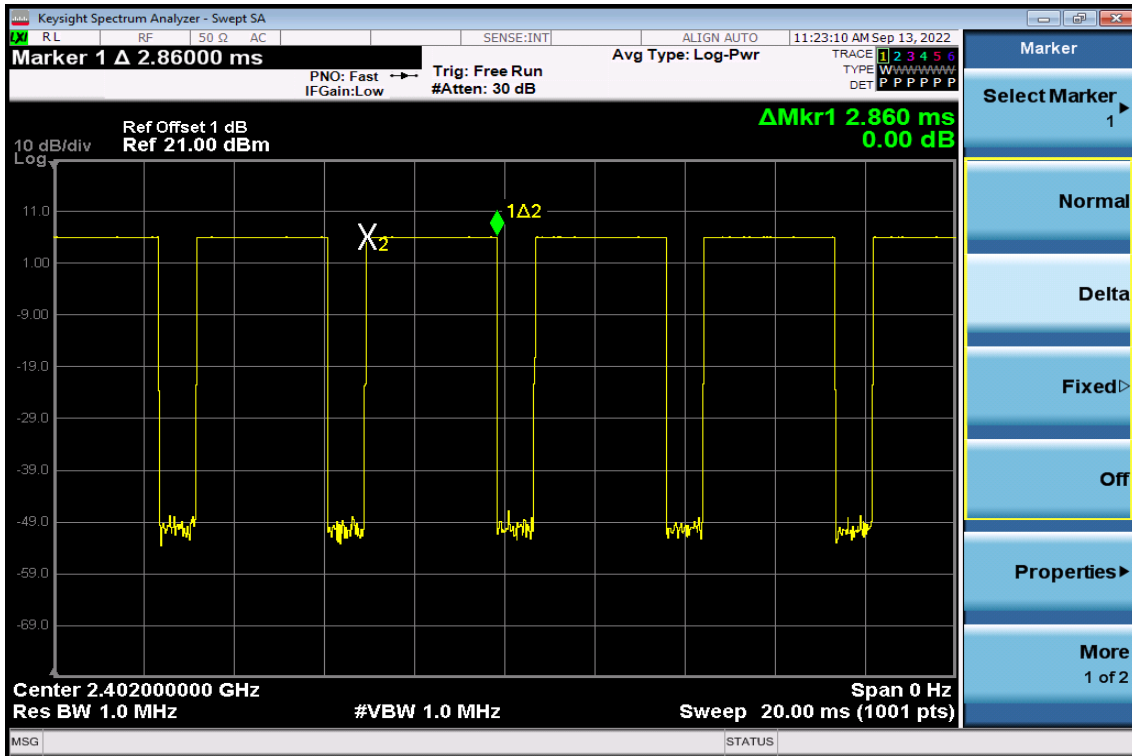 Keysight Spectrum Analyzer - Swept SA
LXI RL RF 50 Ω AC SENSE:INT ALIGN AUTO 11:23:10 AM Sep 13, 2022
Marker 1 Δ 2.86000 ms
PNO: Fast
IFGain:Low
Trig: Free Run
#Atten: 30 dB
Avg Type: Log-Pwr
TRACE 1 2 3 4 5 6
TYPE WWWWWW
DET P P P P P P
ΔMkr1 2.860 ms
0.00 dB
Ref Offset 1 dB
10 dB/div Ref 21.00 dBm
Log
11.0
1.00
-9.00
-19.0
-29.0
-39.0
-49.0
-59.0
-69.0
X2
1Δ2
Center 2.402000000 GHz Span 0 Hz
Res BW 1.0 MHz #VBW 1.0 MHz Sweep 20.00 ms (1001 pts)
MSG STATUS
Marker
Select Marker
1
Normal
Delta
Fixed
Off
Properties
More
1 of 2